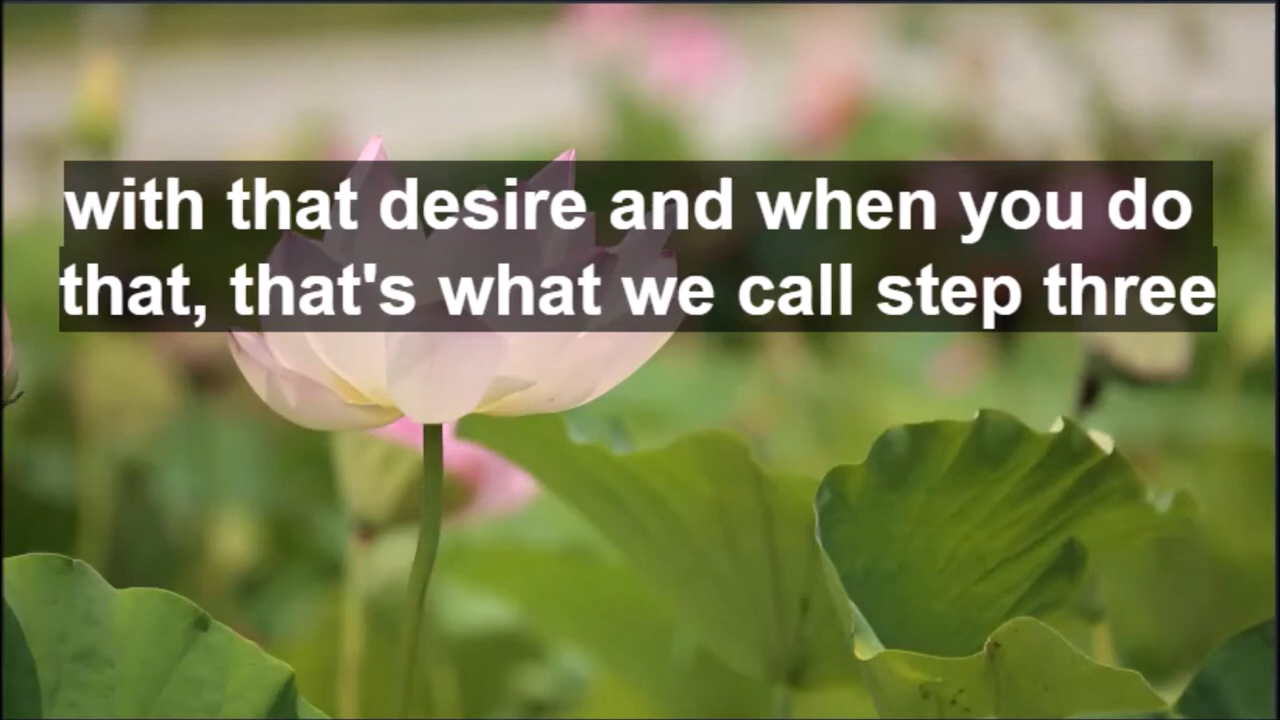 with that desire and when you do
that, that's what we call step three